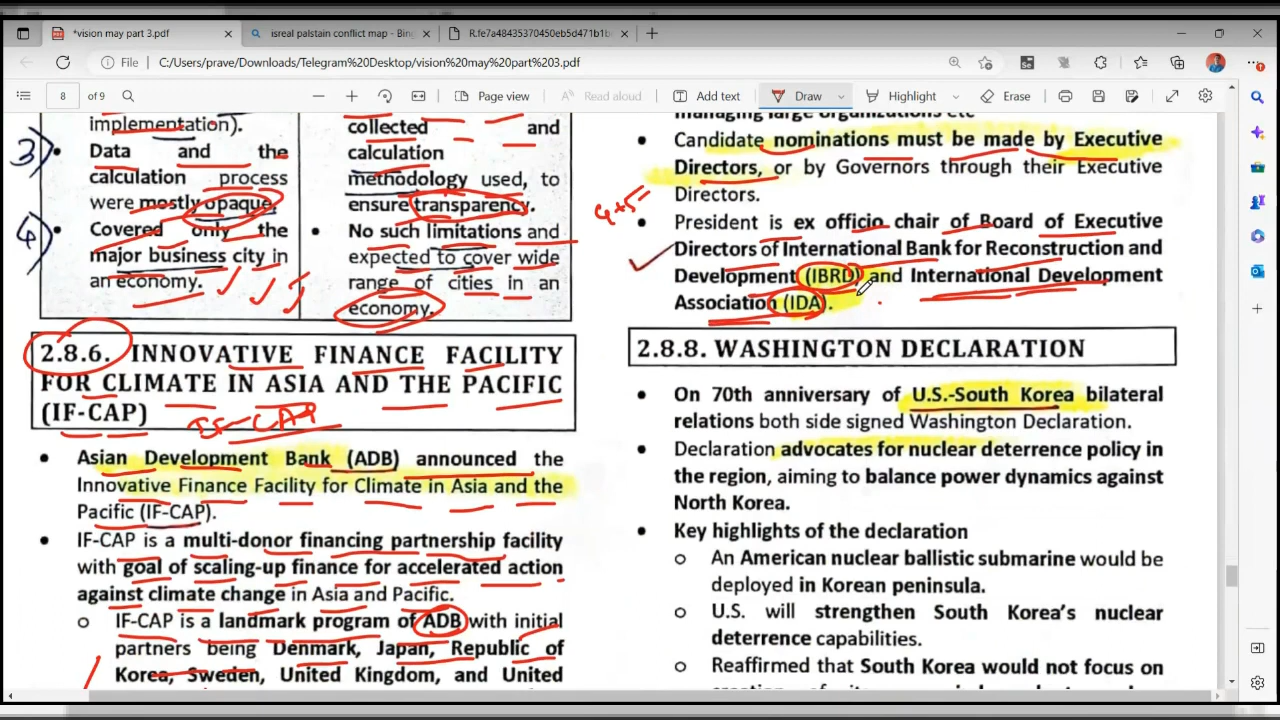 *vision may part 3.pdf
isreal palstain conflict map - Bing
R.fe7a48435370450eb5d471b1b
File
C:/Users/prave/Downloads/Telegram%20Desktop/vision%20may%20part%203.pdf
8
of 9
Page view
Read aloud
Add text
Draw
Highlight
Erase
implementation).
3
Data and the
calculation process
were mostly opaque.
4
Covered only the
major business city in
an economy.
collected and
calculation
methodology used, to
ensure transparency.
No such limitations and
expected to cover wide
range of cities in an
economy.
2.8.6. INNOVATIVE FINANCE FACILITY
FOR CLIMATE IN ASIA AND THE PACIFIC
(IF-CAP)
IF-CAP
Asian Development Bank (ADB) announced the
Innovative Finance Facility for Climate in Asia and the
Pacific (IF-CAP).
IF-CAP is a multi-donor financing partnership facility
with goal of scaling-up finance for accelerated action
against climate change in Asia and Pacific.
IF-CAP is a landmark program of ADB with initial
partners being Denmark, Japan, Republic of
Korea, Sweden, United Kingdom, and United
managing large organizations etc
Candidate nominations must be made by Executive
Directors, or by Governors through their Executive
Directors.
President is ex officio chair of Board of Executive
Directors of International Bank for Reconstruction and
Development (IBRD) and International Development
Association (IDA).
2.8.8. WASHINGTON DECLARATION
On 70th anniversary of U.S.-South Korea bilateral
relations both side signed Washington Declaration.
Declaration advocates for nuclear deterrence policy in
the region, aiming to balance power dynamics against
North Korea.
Key highlights of the declaration
An American nuclear ballistic submarine would be
deployed in Korean peninsula.
U.S. will strengthen South Korea's nuclear
deterrence capabilities.
Reaffirmed that South Korea would not focus on